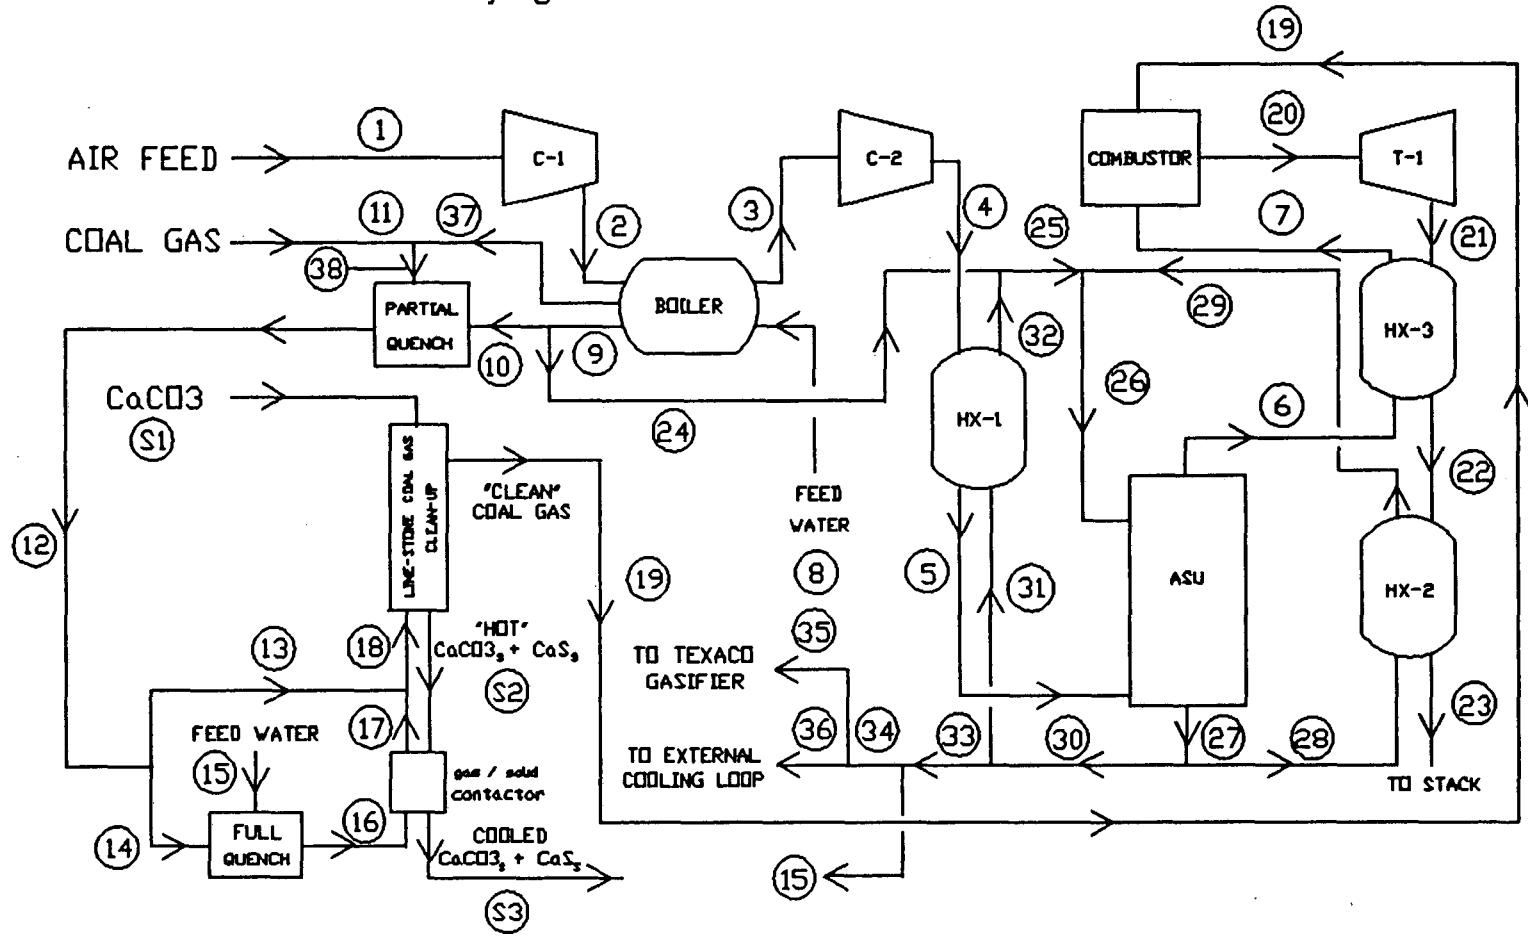 19
1
20
AIR FEED
C-1
C-2
COMBUSTOR
T-1
11
37
2
3
4
25
7
21
COAL GAS
38
PARTIAL
QUENCH
BOILER
29
HX-3
32
10
9
26
6
CaCO3
S1
24
HX-1
LIME-STONE COAL GAS
CLEAN-UP
"CLEAN"
COAL GAS
FEED
WATER
8
22
12
19
5
31
ASU
HX-2
18
"HOT"
CaCO3s + CaSs
S2
13
35
TO TEXACO
GASIFIER
17
FEED WATER
15
36
34
33
30
27
28
23
TO EXTERNAL
COOLING LOOP
gas / solid
contactor
TO STACK
14
FULL
QUENCH
16
COOLED
CaCO3s + CaSs
15
S3